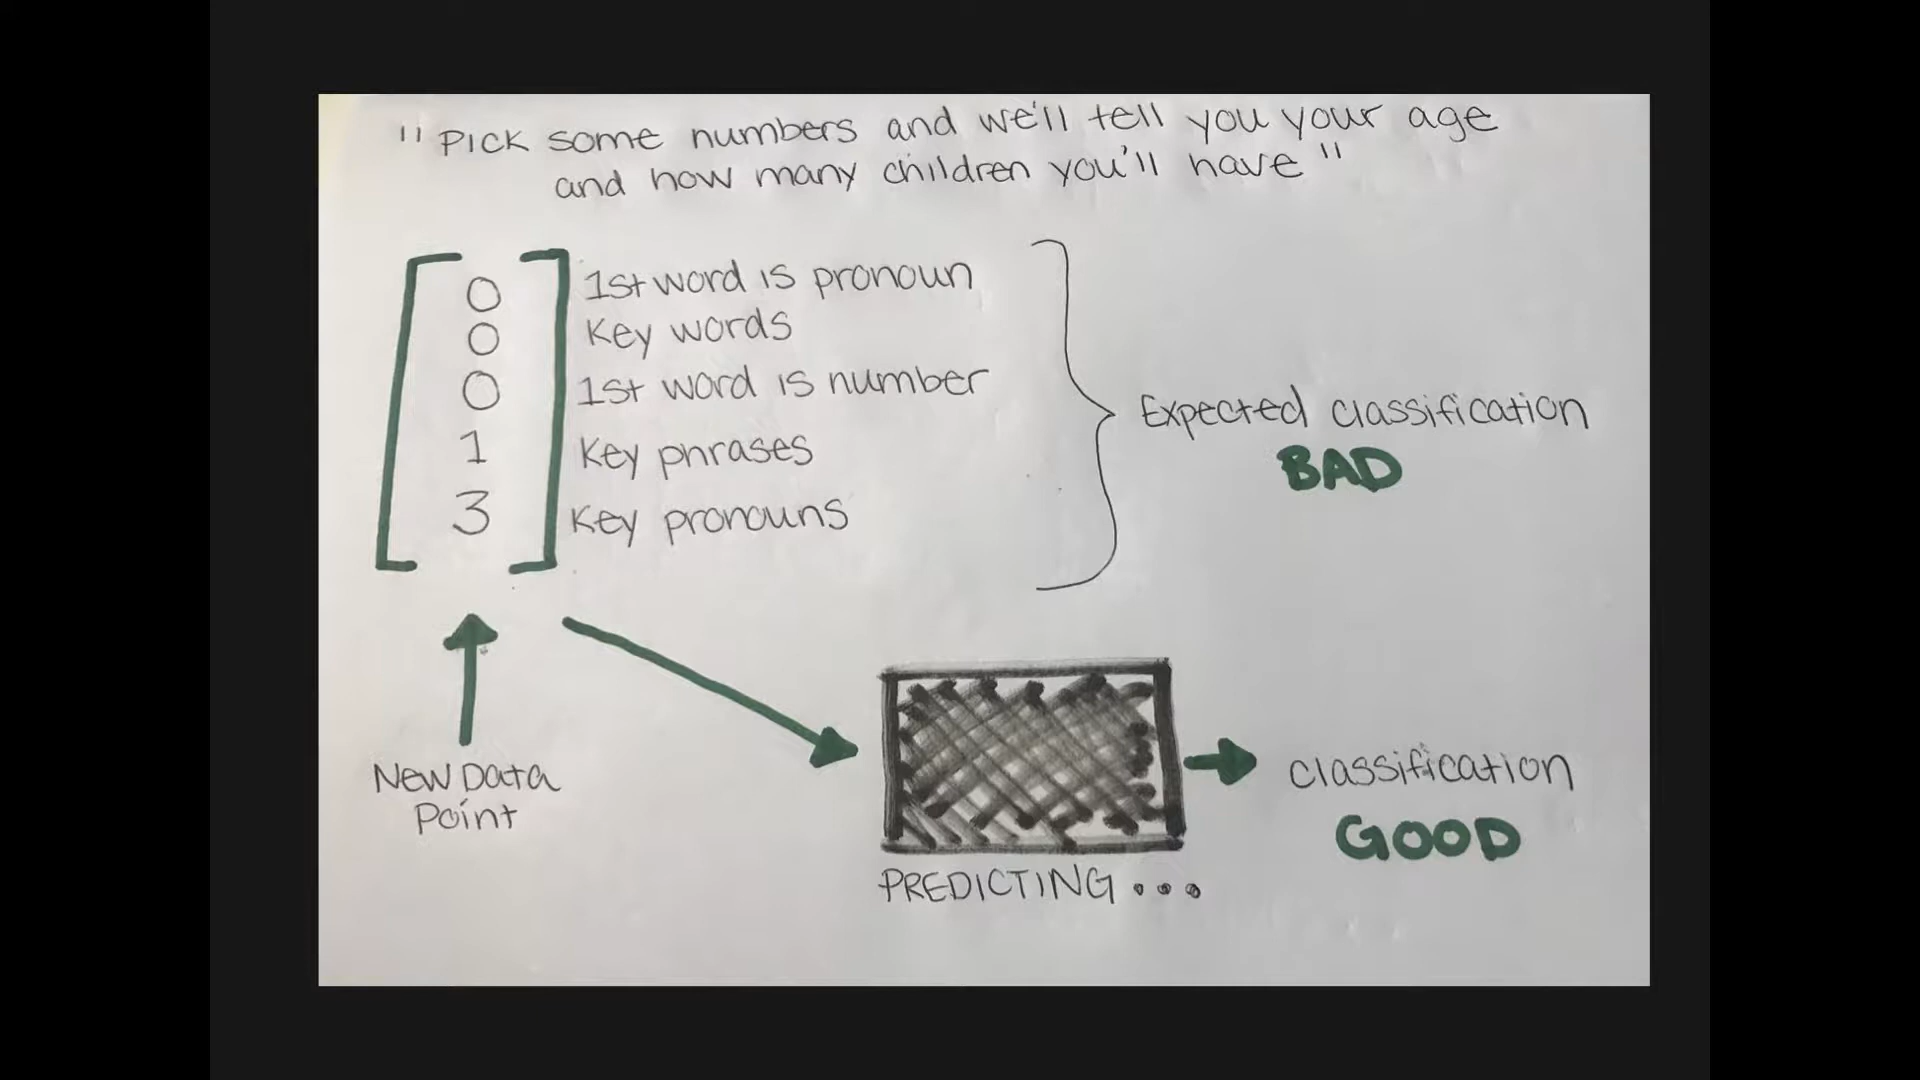 "Pick some numbers and we'll tell you your age
and how many children you'll have"
0 1st word is pronoun
0 Key words
0 1st word is number
1 Key phrases
3 Key pronouns
Expected classification
BAD
New Data
Point
PREDICTING...
classification
GOOD